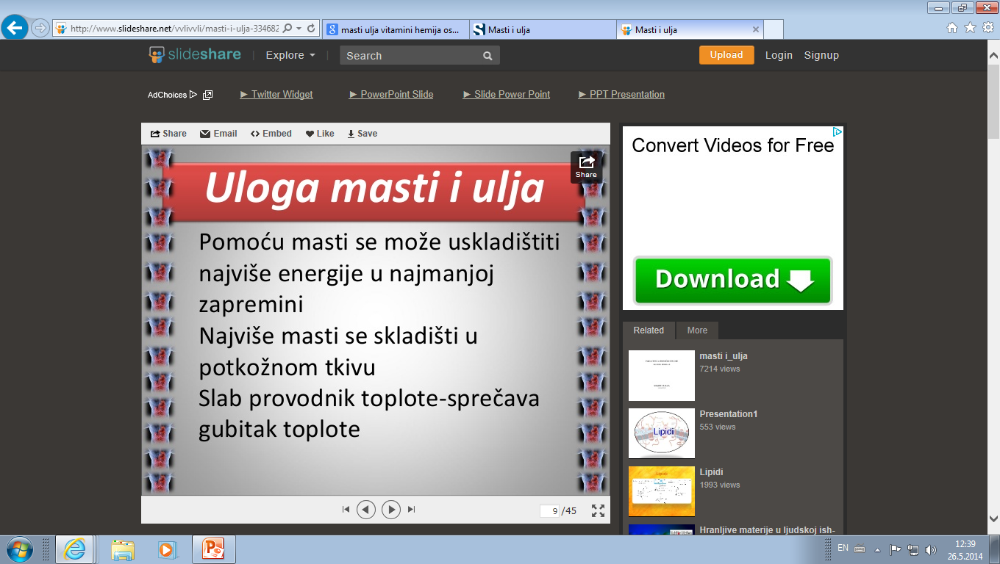 http://www.slideshare.net/vvlivvli/masti-i-ulja-334682
masti ulja vitamini hemija os...
Masti i ulja
Masti i ulja
slideshare
Explore
Search
Upload
Login
Signup
AdChoices
► Twitter Widget
► PowerPoint Slide
► Slide Power Point
► PPT Presentation
Share
Email
Embed
Like
Save
Share
Uloga masti i ulja
Pomoću masti se može uskladištiti
najviše energije u najmanjoj
zapremini
Najviše masti se skladišti u
potkožnom tkivu
Slab provodnik toplote-sprečava
gubitak toplote
9 /45
Convert Videos for Free
Download
Related
More
masti i_ulja
7214 views
Presentation1
553 views
Lipidi
Lipidi
1993 views
Hranljive materije u ljudskoj ish-
EN
12:39
26.5.2014